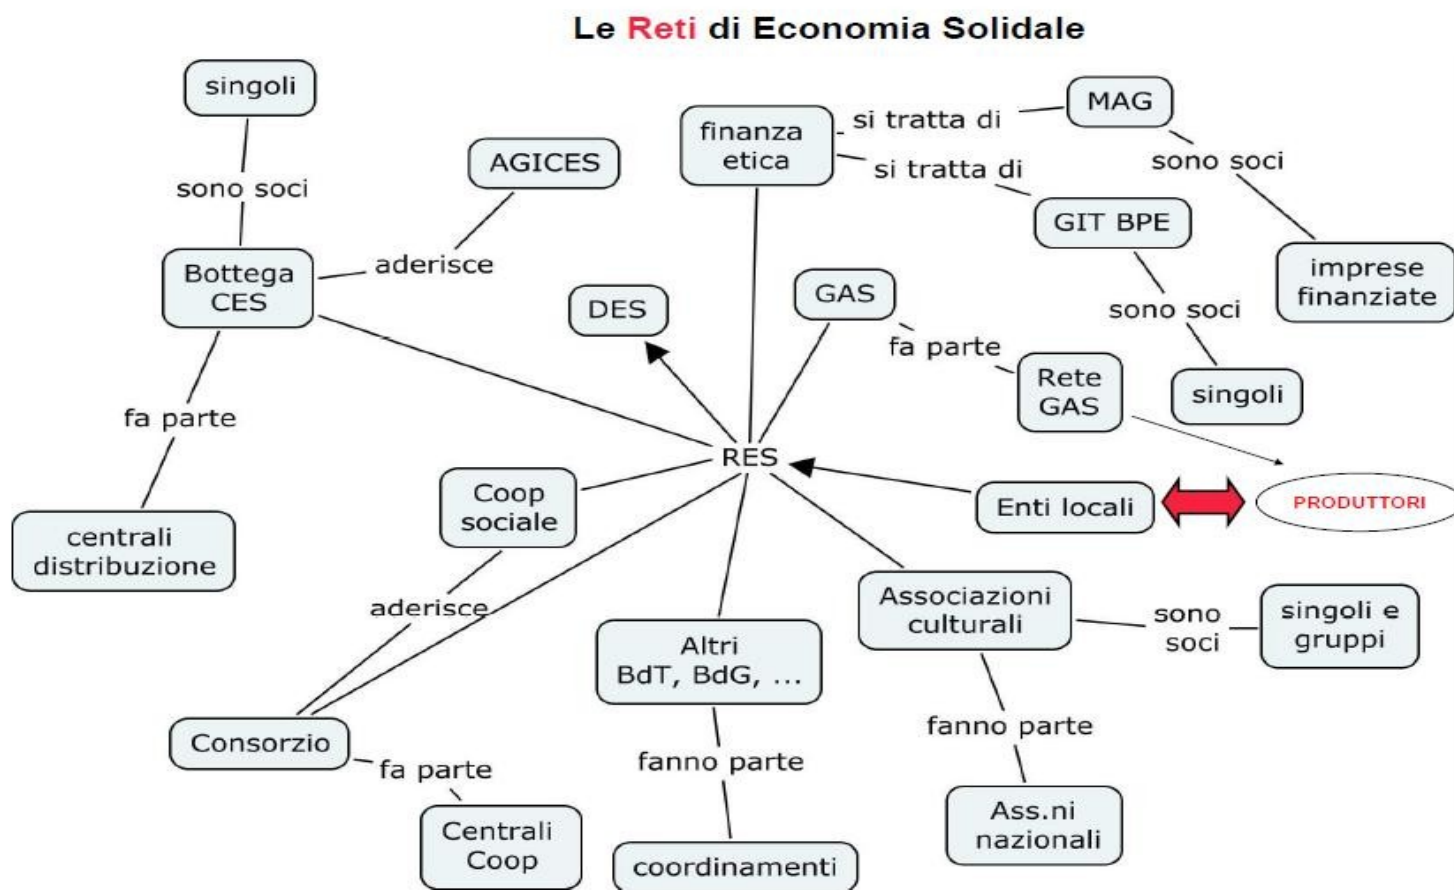 Le Reti di Economia Solidale
singoli
sono soci
AGICES
aderisce
Bottega
CES
fa parte
centrali
distribuzione
finanza
etica
si tratta di
MAG
sono soci
imprese
finanziate
si tratta di
GIT BPE
sono soci
singoli
DES
GAS
fa parte
Rete
GAS
RES
Enti locali
PRODUTTORI
Coop
sociale
aderisce
Consorzio
fa parte
Centrali
Coop
Altri
BdT, BdG, ...
fanno parte
coordinamenti
Associazioni
culturali
sono
soci
singoli e
gruppi
fanno parte
Ass.ni
nazionali